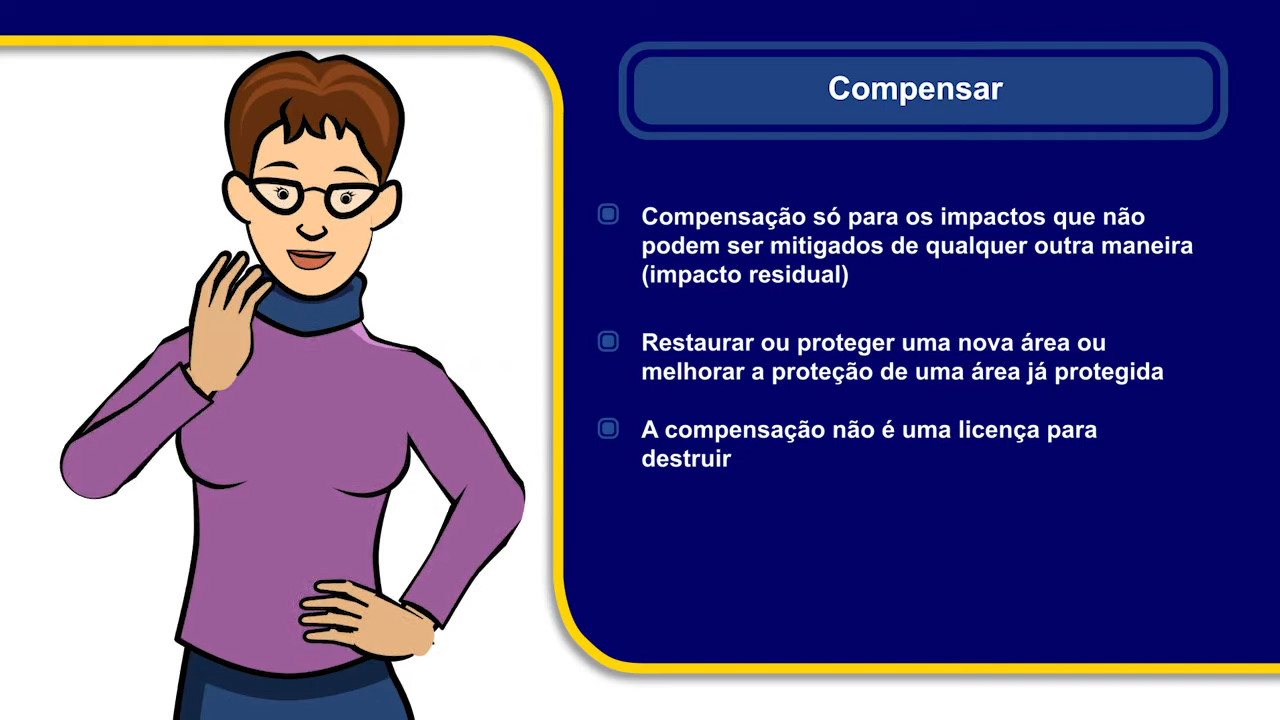 Compensar
Compensação só para os impactos que não
podem ser mitigados de qualquer outra maneira
(impacto residual)
Restaurar ou proteger uma nova área ou
melhorar a proteção de uma área já protegida
A compensação não é uma licença para
destruir